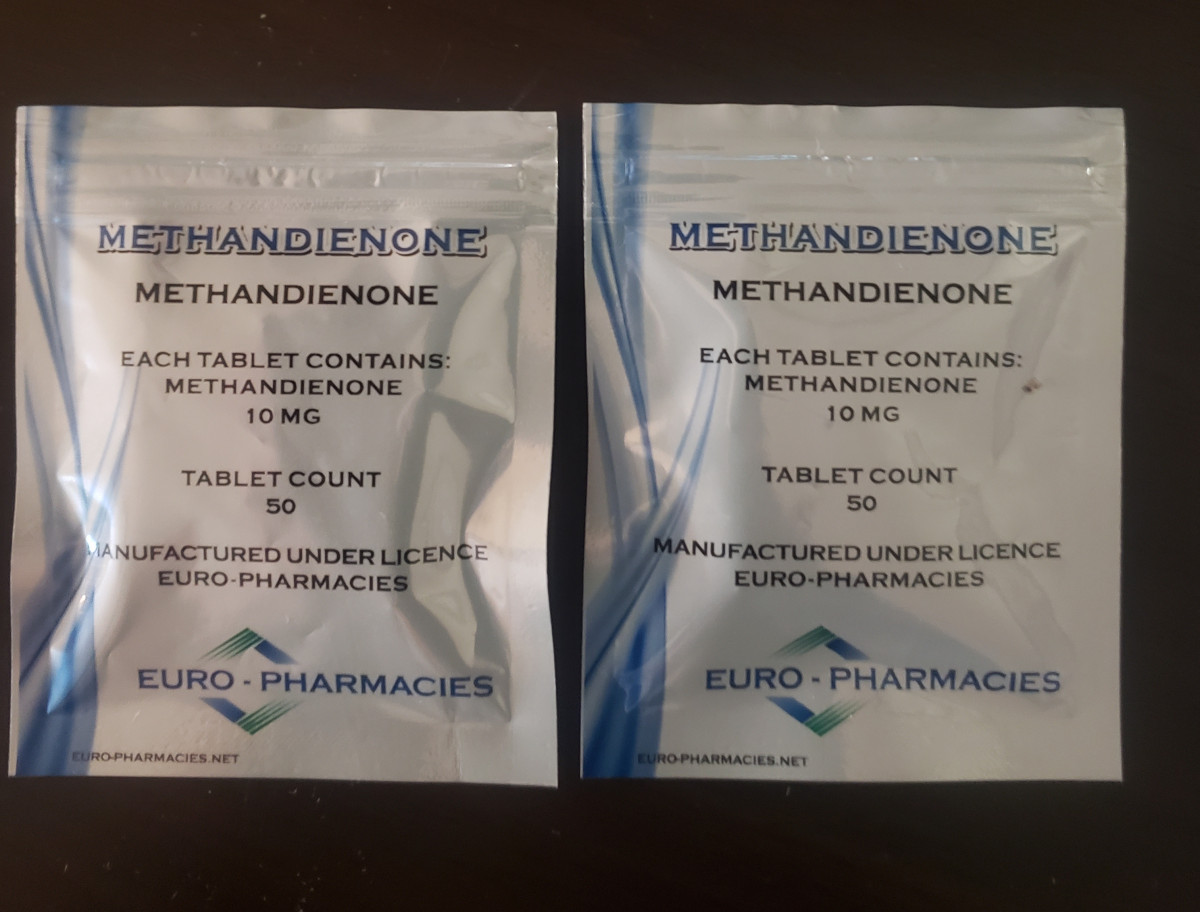 METHANDIENONE
METHANDIENONE
EACH TABLET CONTAINS:
METHANDIENONE
10 MG
TABLET COUNT
50
MANUFACTURED UNDER LICENCE
EURO-PHARMACIES
EURO - PHARMACIES
EURO-PHARMACIES.NET
METHANDIENONE
METHANDIENONE
EACH TABLET CONTAINS:
METHANDIENONE
10 MG
TABLET COUNT
50
MANUFACTURED UNDER LICENCE
EURO-PHARMACIES
EURO - PHARMACIES
EURO-PHARMACIES.NET